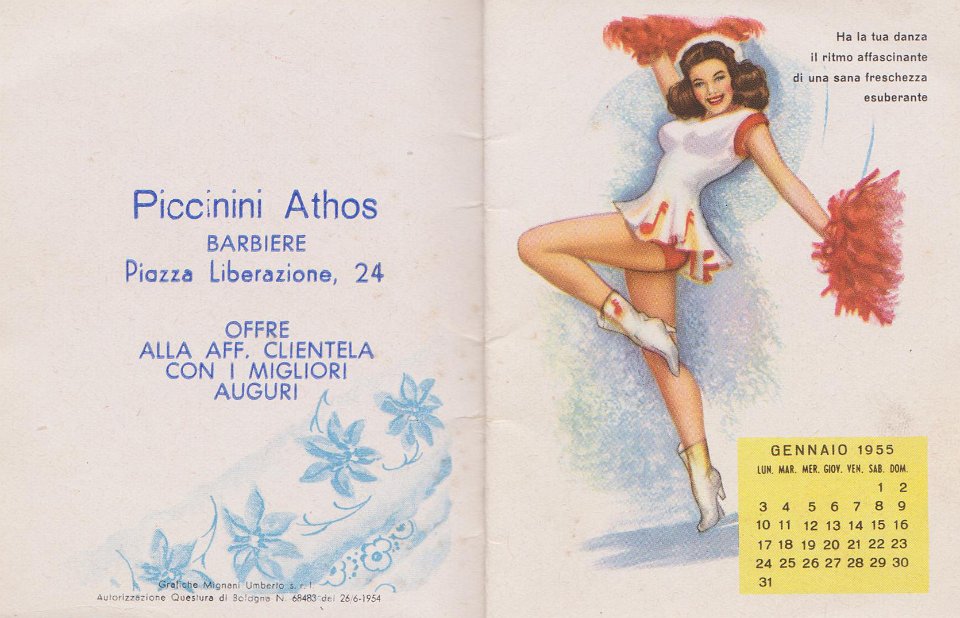 Piccinini Athos
BARBIERE
Piazza Liberazione, 24
OFFRE
ALLA AFF. CLIENTELA
CON I MIGLIORI
AUGURI
Grafiche Mignani Umberto s. r. l.
Autorizzazione Questura di Bologna N. 68483 del 26/6-1954
Ha la tua danza
il ritmo affascinante
di una sana freschezza
esuberante
GENNAIO 1955
LUN. MAR. MER. GIOV. VEN. SAB. DOM.
1 2
3 4 5 6 7 8 9
10 11 12 13 14 15 16
17 18 19 20 21 22 23
24 25 26 27 28 29 30
31